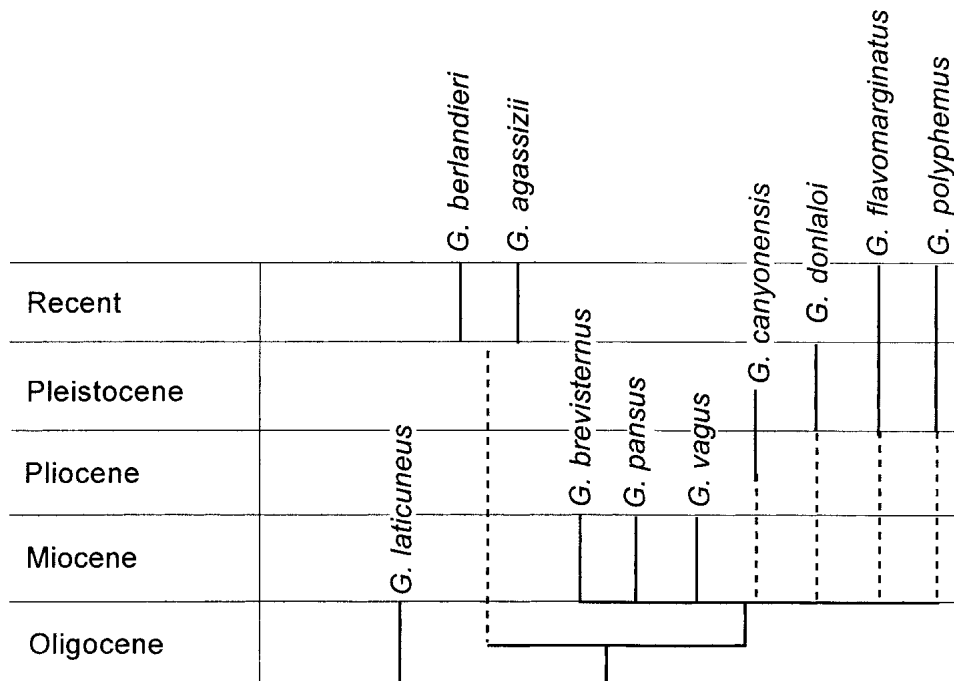 G. berlandieri
G. agassizii
G. flavomarginatus
G. polyphemus
G. canyonensis
G. donlaloi
Recent
Pleistocene
G. brevisternus
G. pansus
G. vagus
Pliocene
G. laticuneus
Miocene
Oligocene